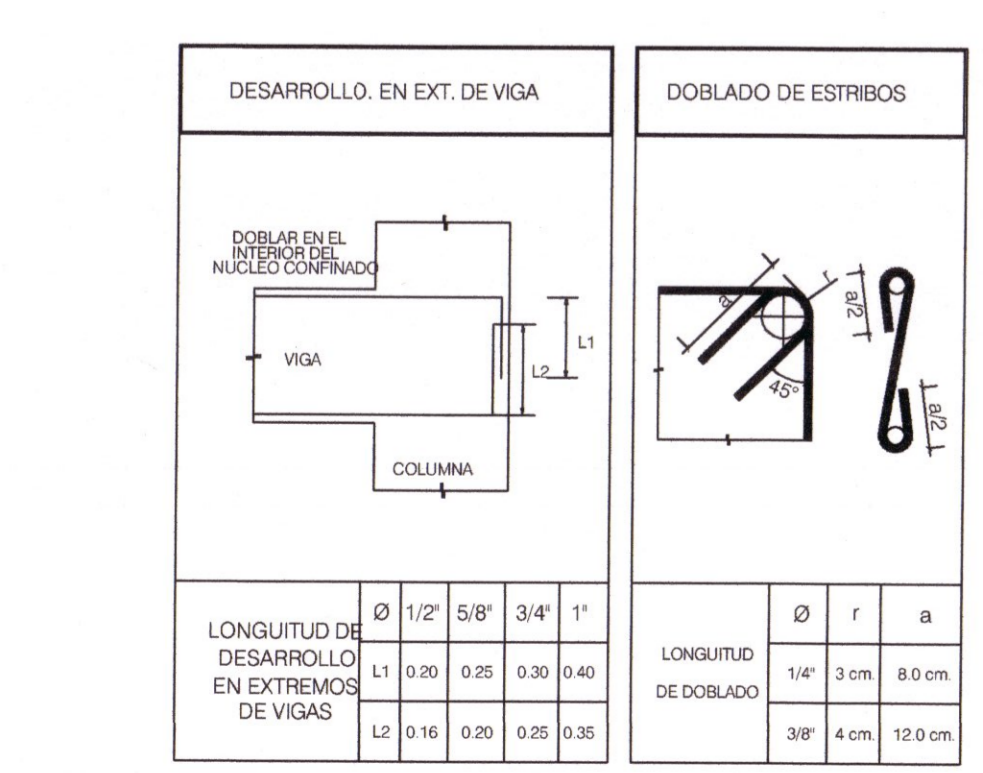 DESARROLLO. EN EXT. DE VIGA
DOBLAR EN EL
INTERIOR DEL
NUCLEO CONFINADO
VIGA
L1
L2
COLUMNA
LONGUITUD DE
DESARROLLO
EN EXTREMOS
DE VIGAS
Ø 1/2" 5/8" 3/4" 1"
L1 0.20 0.25 0.30 0.40
L2 0.16 0.20 0.25 0.35
DOBLADO DE ESTRIBOS
a
r
45°
a/2
a/2
LONGUITUD
DE DOBLADO
Ø r a
1/4" 3 cm. 8.0 cm.
3/8" 4 cm. 12.0 cm.